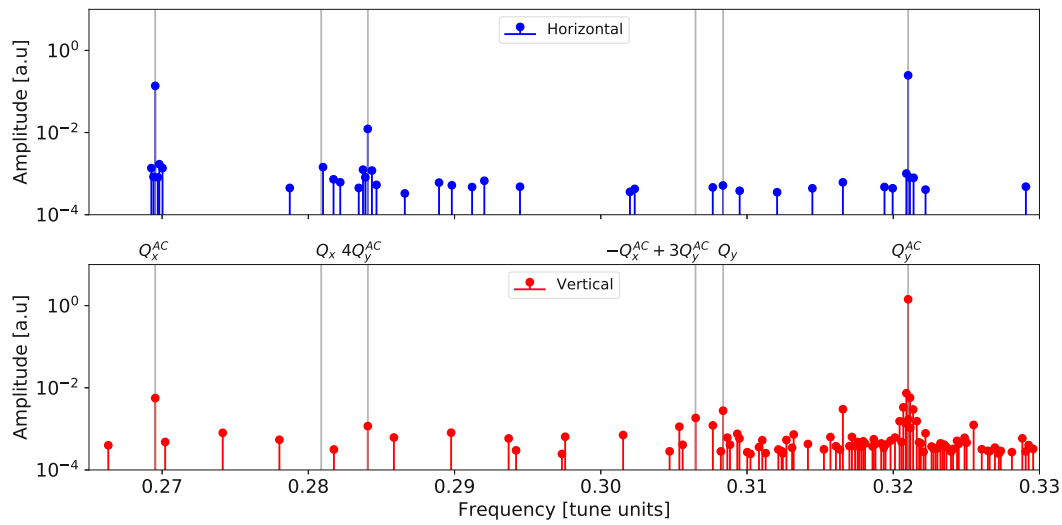 Amplitude [a.u]
10^0
10^-2
10^-4
Horizontal
Q_x^AC Q_x 4Q_y^AC −Q_x^AC + 3Q_y^AC Q_y Q_y^AC
Amplitude [a.u]
10^0
10^-2
10^-4
Vertical
0.27 0.28 0.29 0.30 0.31 0.32 0.33
Frequency [tune units]